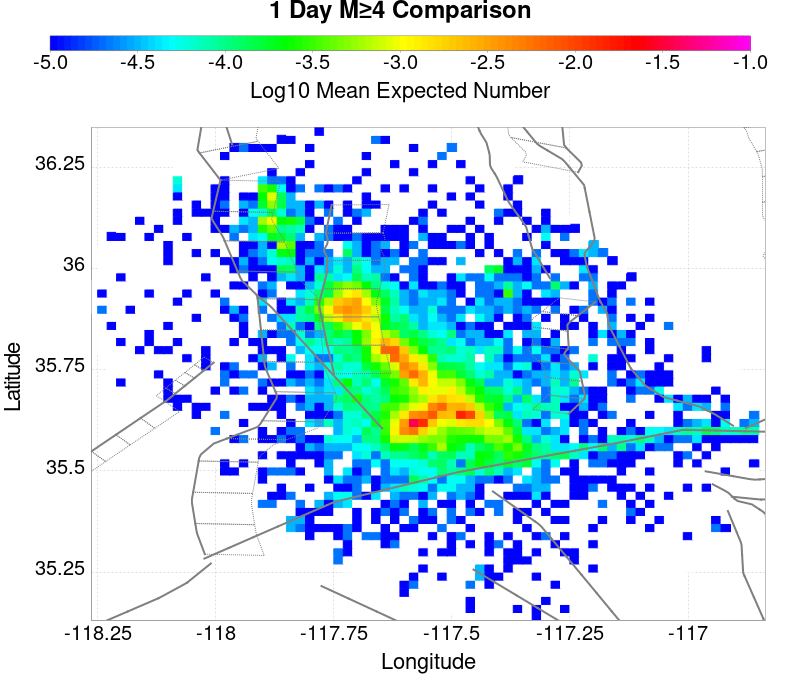 1 Day M≥4 Comparison
-5.0 -4.5 -4.0 -3.5 -3.0 -2.5 -2.0 -1.5 -1.0
Log10 Mean Expected Number
36.25
36
35.75
35.5
35.25
Latitude
-118.25 -118 -117.75 -117.5 -117.25 -117
Longitude